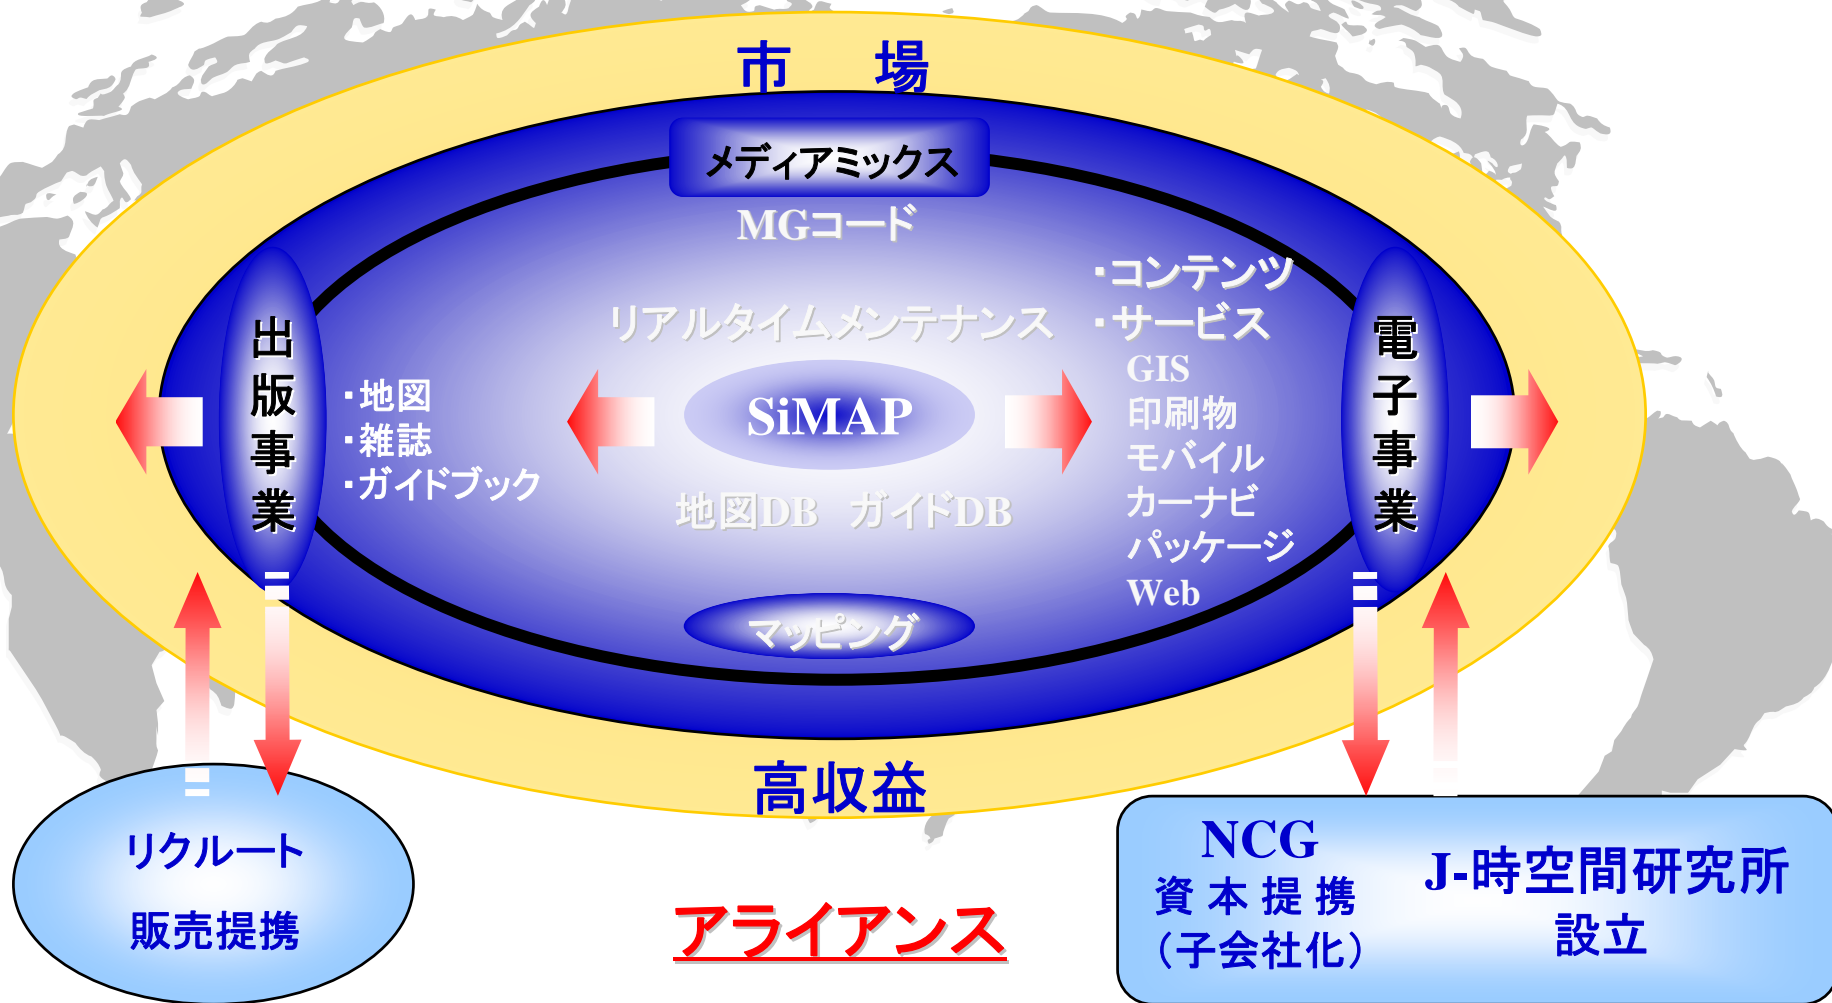 市　場
メディアミックス
MGコード
リアルタイムメンテナンス
SiMAP
地図DB　ガイドDB
マッピング
出版事業
・地図
・雑誌
・ガイドブック
・コンテンツ
・サービス
GIS
印刷物
モバイル
カーナビ
パッケージ
Web
電子事業
高収益
リクルート
販売提携
アライアンス
NCG
資本提携
（子会社化）
J-時空間研究所
設立